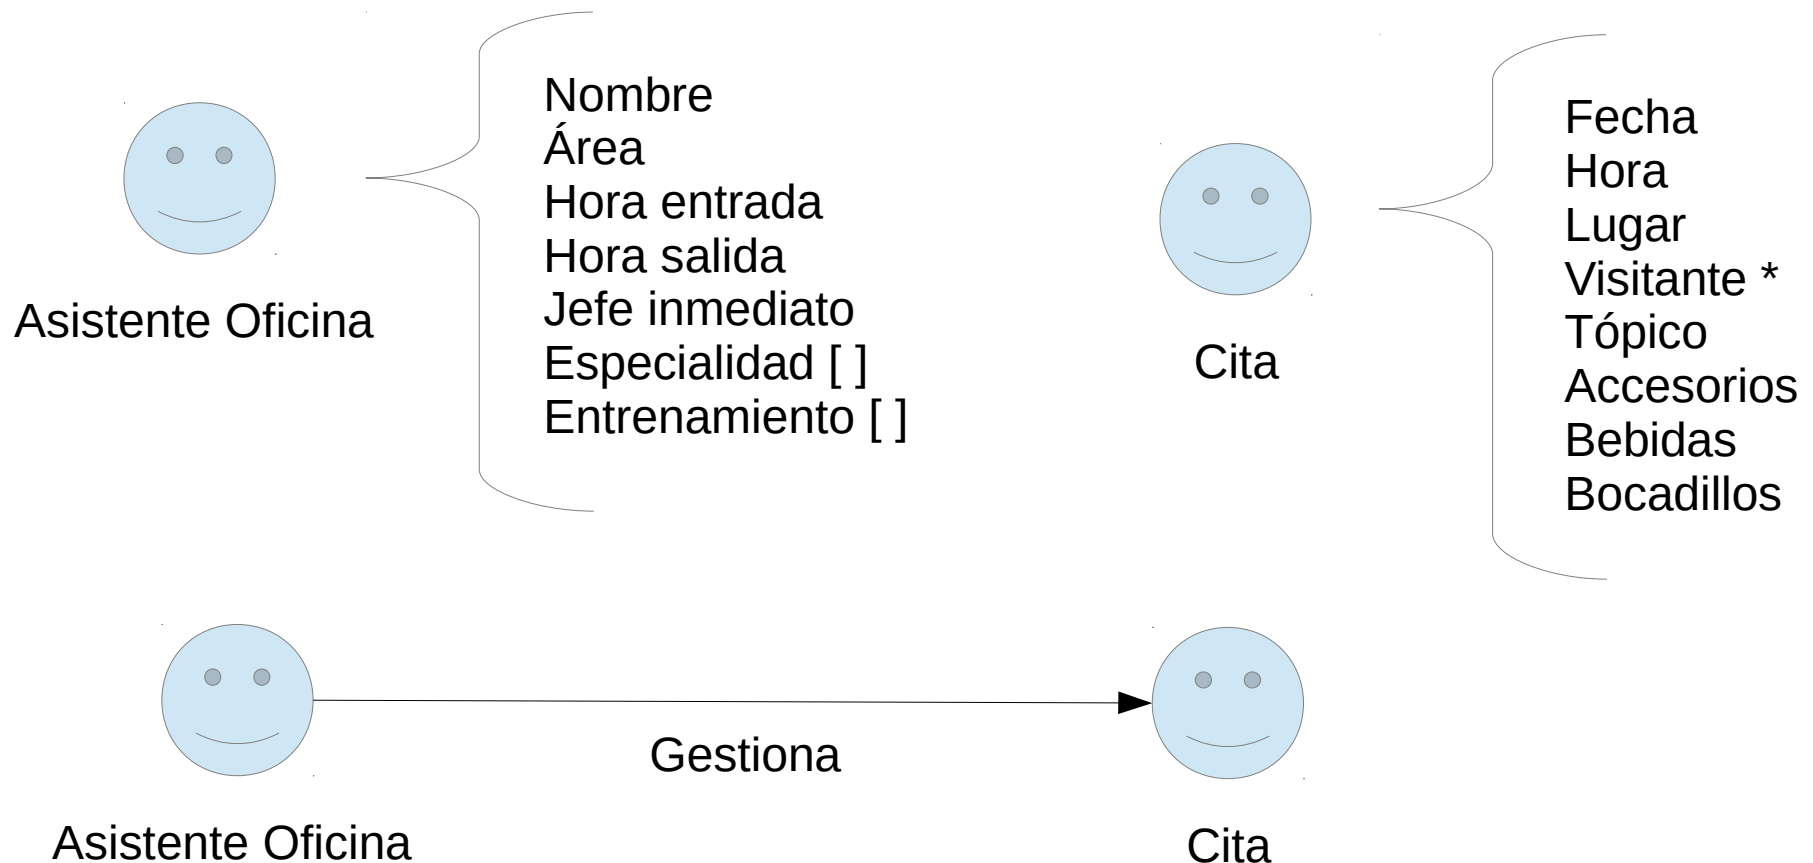 Nombre
Área
Hora entrada
Hora salida
Jefe inmediato
Especialidad [ ]
Entrenamiento [ ]
Asistente Oficina
Fecha
Hora
Lugar
Visitante *
Tópico
Accesorios
Bebidas
Bocadillos
Cita
Gestiona
Asistente Oficina
Cita